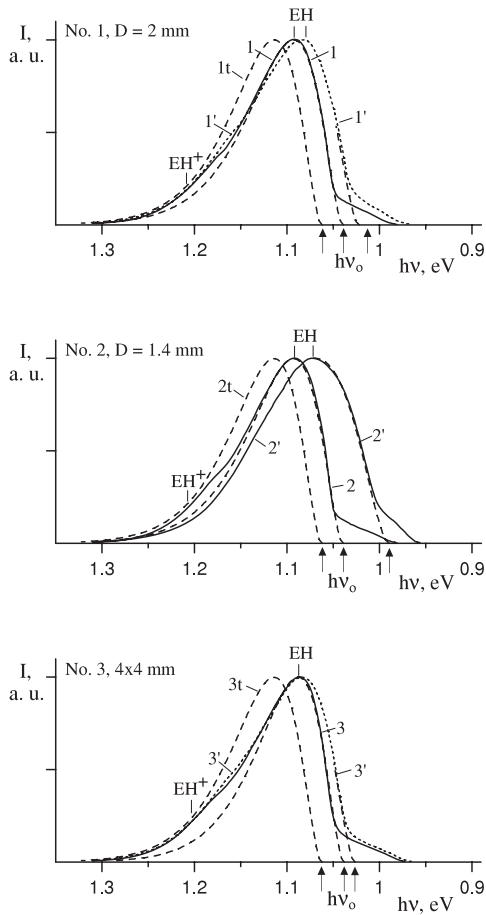 No. 1, D = 2 mm
I,
a. u.
EH
1
1
1t
1'
1'
EH⁺
1.3 1.2 1.1 1 0.9
hν₀
hν, eV
No. 2, D = 1.4 mm
I,
a. u.
EH
2t
2'
2'
2
EH⁺
1.3 1.2 1.1 1 0.9
hν₀
hν, eV
No. 3, 4x4 mm
I,
a. u.
EH
3t
3
3'
3'
EH⁺
1.3 1.2 1.1 1 0.9
hν₀
hν, eV